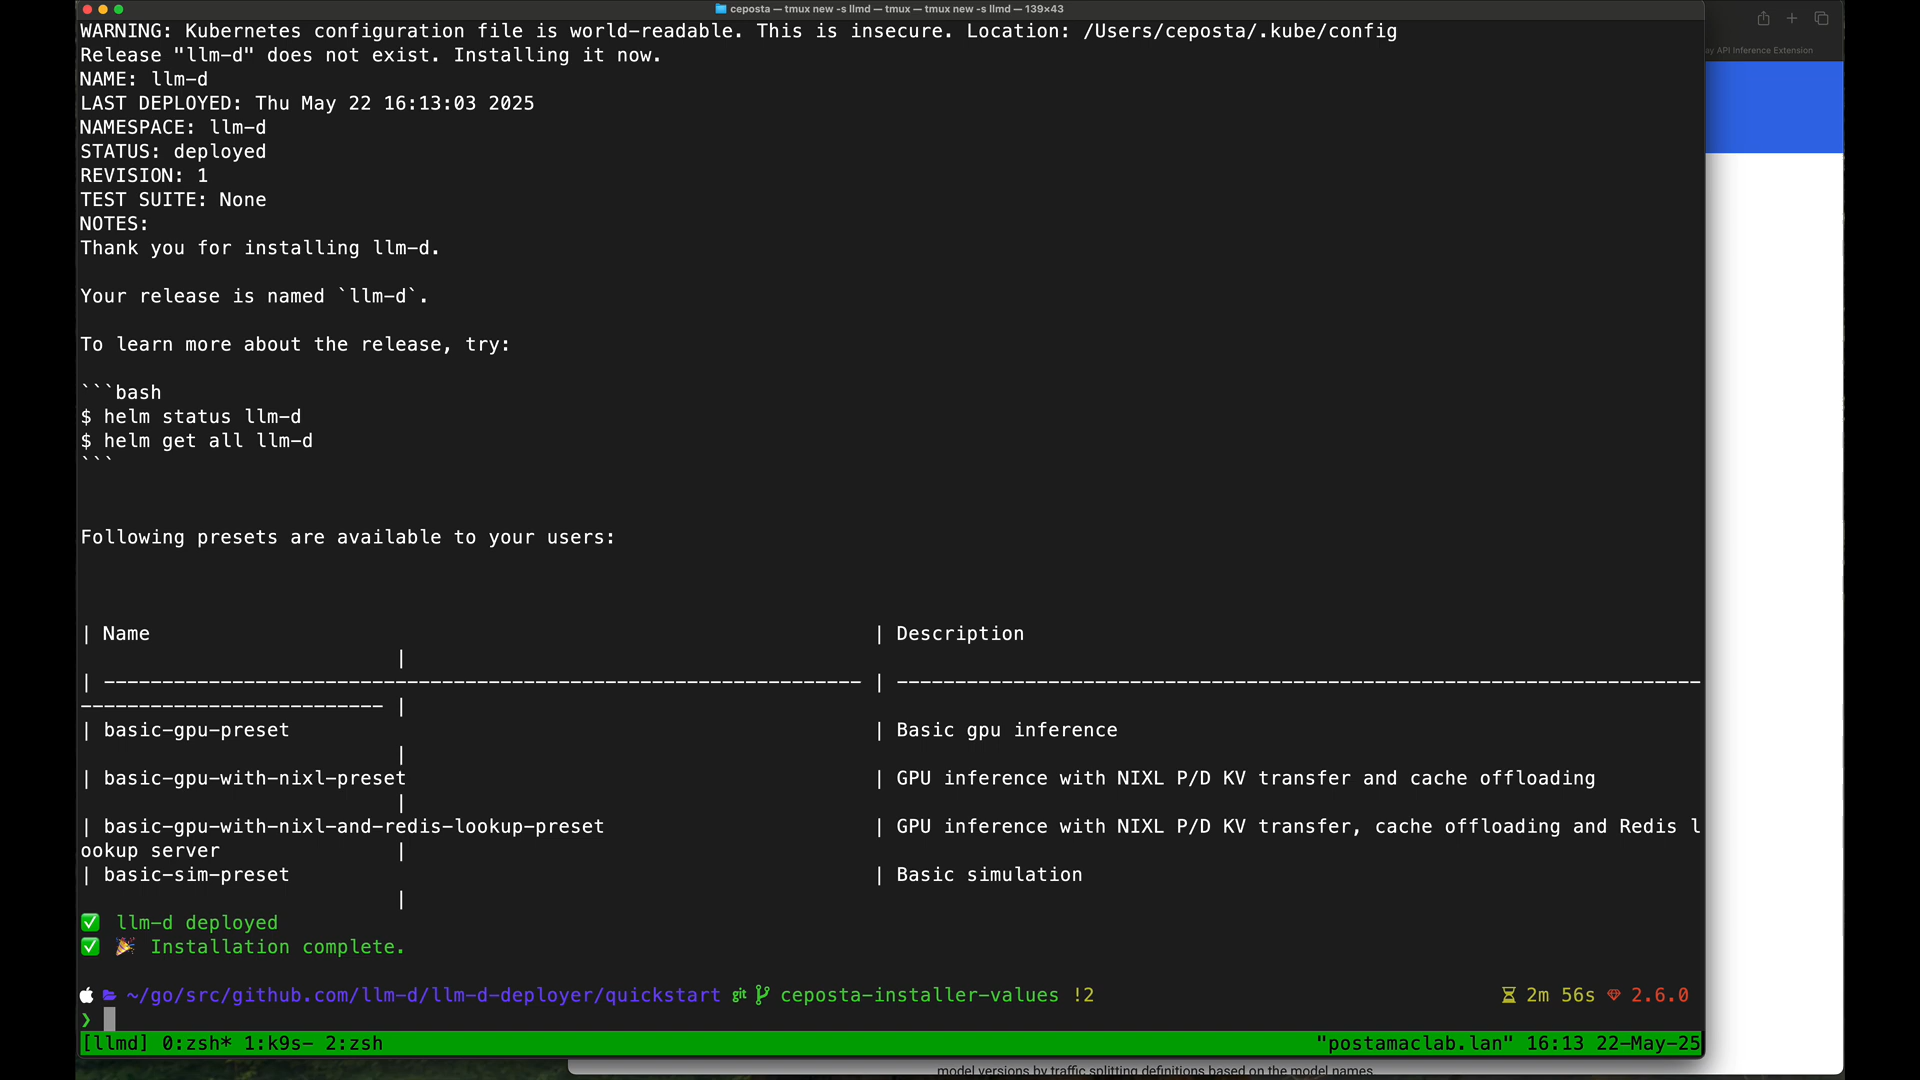 ceposta — tmux new -s llmd — tmux — tmux new -s llmd — 139×43
WARNING: Kubernetes configuration file is world-readable. This is insecure. Location: /Users/ceposta/.kube/config
Release "llm-d" does not exist. Installing it now.
NAME: llm-d
LAST DEPLOYED: Thu May 22 16:13:03 2025
NAMESPACE: llm-d
STATUS: deployed
REVISION: 1
TEST SUITE: None
NOTES:
Thank you for installing llm-d.
Your release is named `llm-d`.
To learn more about the release, try:
```bash
$ helm status llm-d
$ helm get all llm-d
```
Following presets are available to your users:
| Name | Description
|
| ----------------------------------------------------------------- | ---------------------------------------------------------------------
-------------------------- |
| basic-gpu-preset | Basic gpu inference
|
| basic-gpu-with-nixl-preset | GPU inference with NIXL P/D KV transfer and cache offloading
|
| basic-gpu-with-nixl-and-redis-lookup-preset | GPU inference with NIXL P/D KV transfer, cache offloading and Redis l
ookup server |
| basic-sim-preset | Basic simulation
|
✅ llm-d deployed
✅ 🎉 Installation complete.
~/go/src/github.com/llm-d/llm-d-deployer/quickstart git ceposta-installer-values !2 2m 56s 2.6.0
❯
[llmd] 0:zsh* 1:k9s- 2:zsh "postamaclab.lan" 16:13 22-May-25
API Inference Extension
model versions by traffic splitting definitions based on the model names